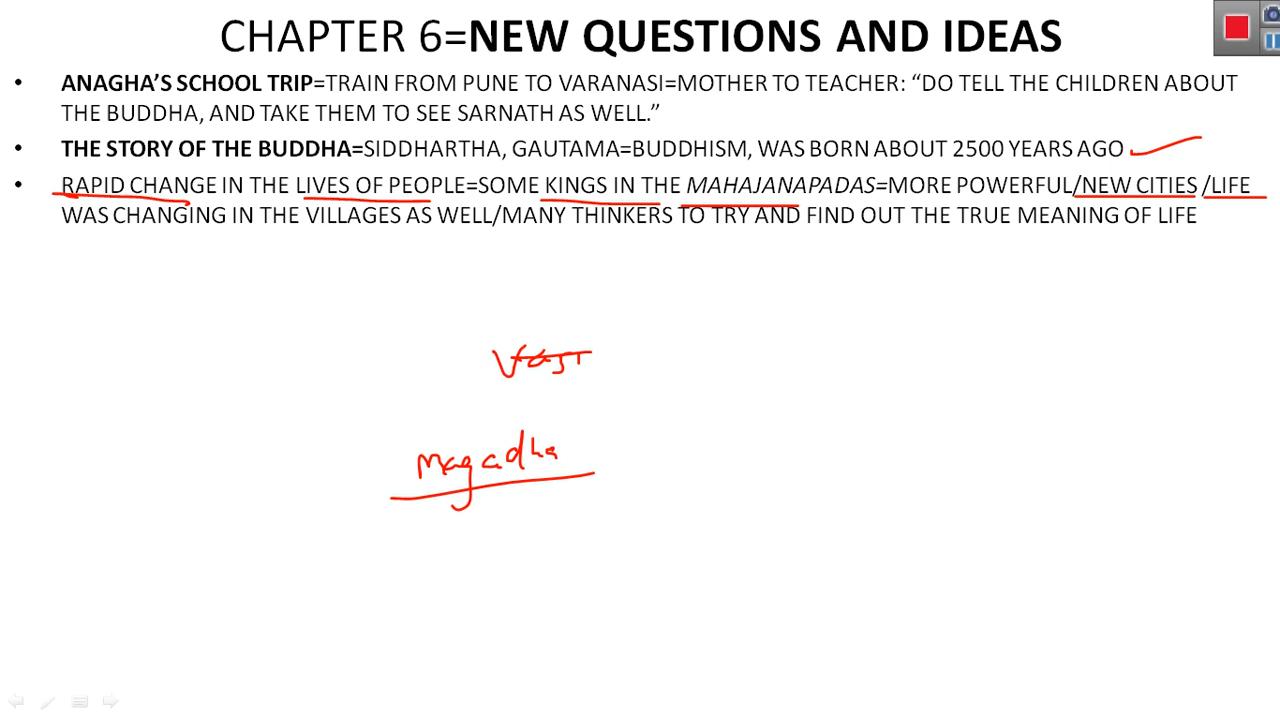 CHAPTER 6=NEW QUESTIONS AND IDEAS
• ANAGHA'S SCHOOL TRIP=TRAIN FROM PUNE TO VARANASI=MOTHER TO TEACHER: “DO TELL THE CHILDREN ABOUT
THE BUDDHA, AND TAKE THEM TO SEE SARNATH AS WELL.”
• THE STORY OF THE BUDDHA=SIDDHARTHA, GAUTAMA=BUDDHISM, WAS BORN ABOUT 2500 YEARS AGO
• RAPID CHANGE IN THE LIVES OF PEOPLE=SOME KINGS IN THE MAHAJANAPADAS=MORE POWERFUL/NEW CITIES /LIFE
WAS CHANGING IN THE VILLAGES AS WELL/MANY THINKERS TO TRY AND FIND OUT THE TRUE MEANING OF LIFE
Magadha